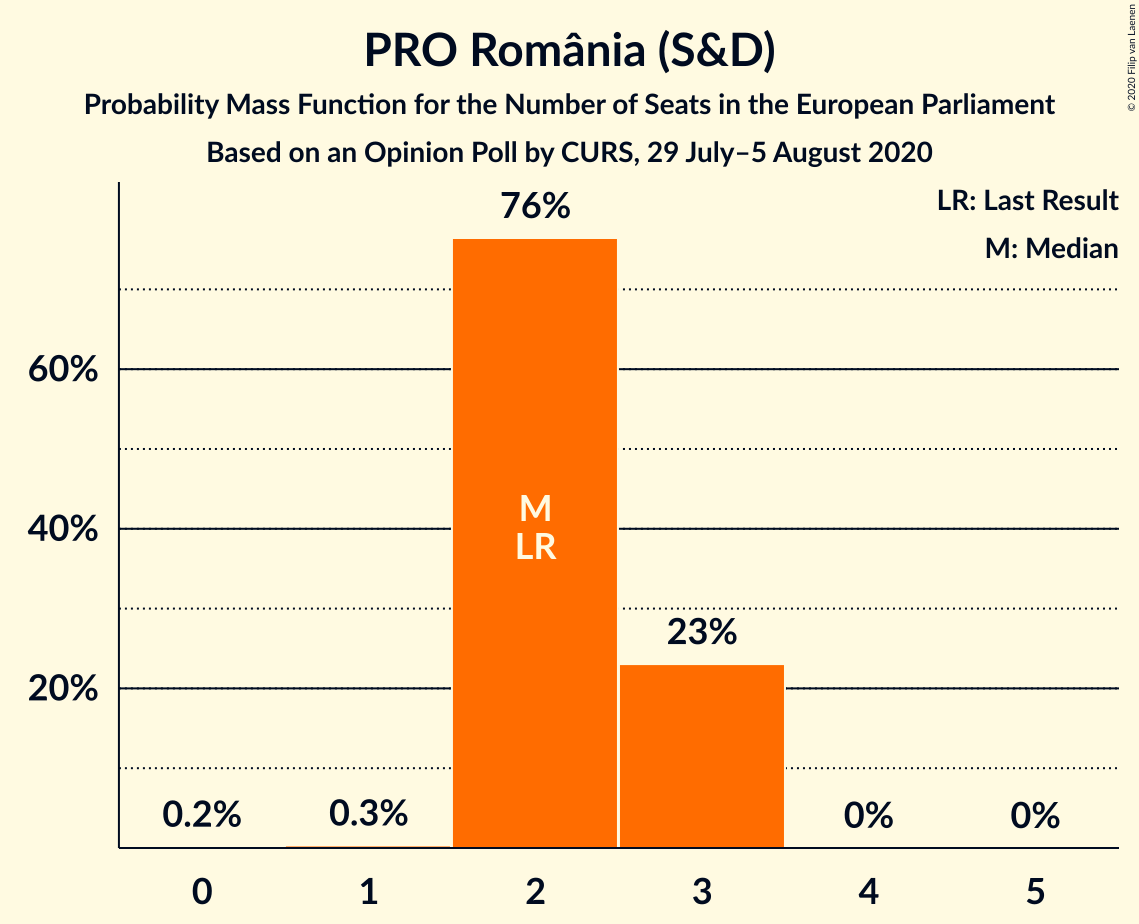 PRO România (S&D)
Probability Mass Function for the Number of Seats in the European Parliament
Based on an Opinion Poll by CURS, 29 July–5 August 2020
© 2020 Filip van Laenen
LR: Last Result
M: Median
76%
60%
M
40%
LR
23%
20%
0.2%
0.3%
0%
0%
0
1
2
3
4
5